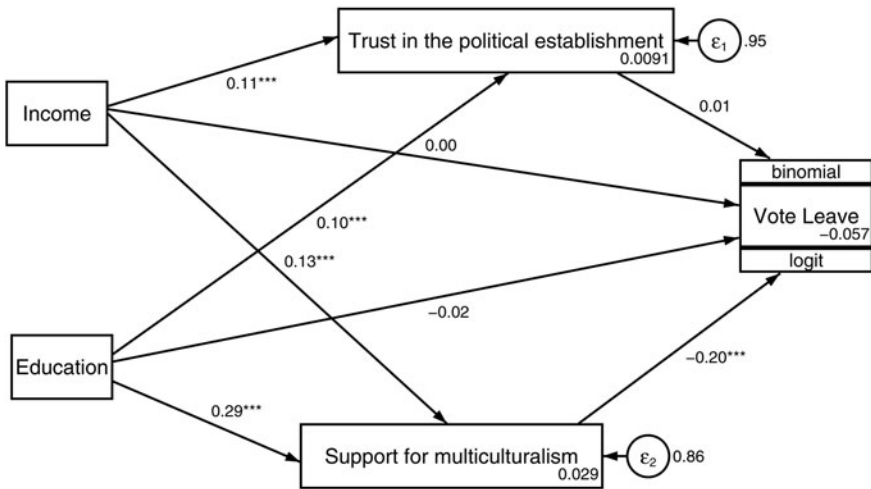 Trust in the political establishment
0.0091
ε1
.95
0.11***
0.01
Income
0.00
binomial
Vote Leave
−0.057
logit
0.10***
0.13***
−0.02
Education
−0.20***
0.29***
Support for multiculturalism
0.029
ε2
0.86